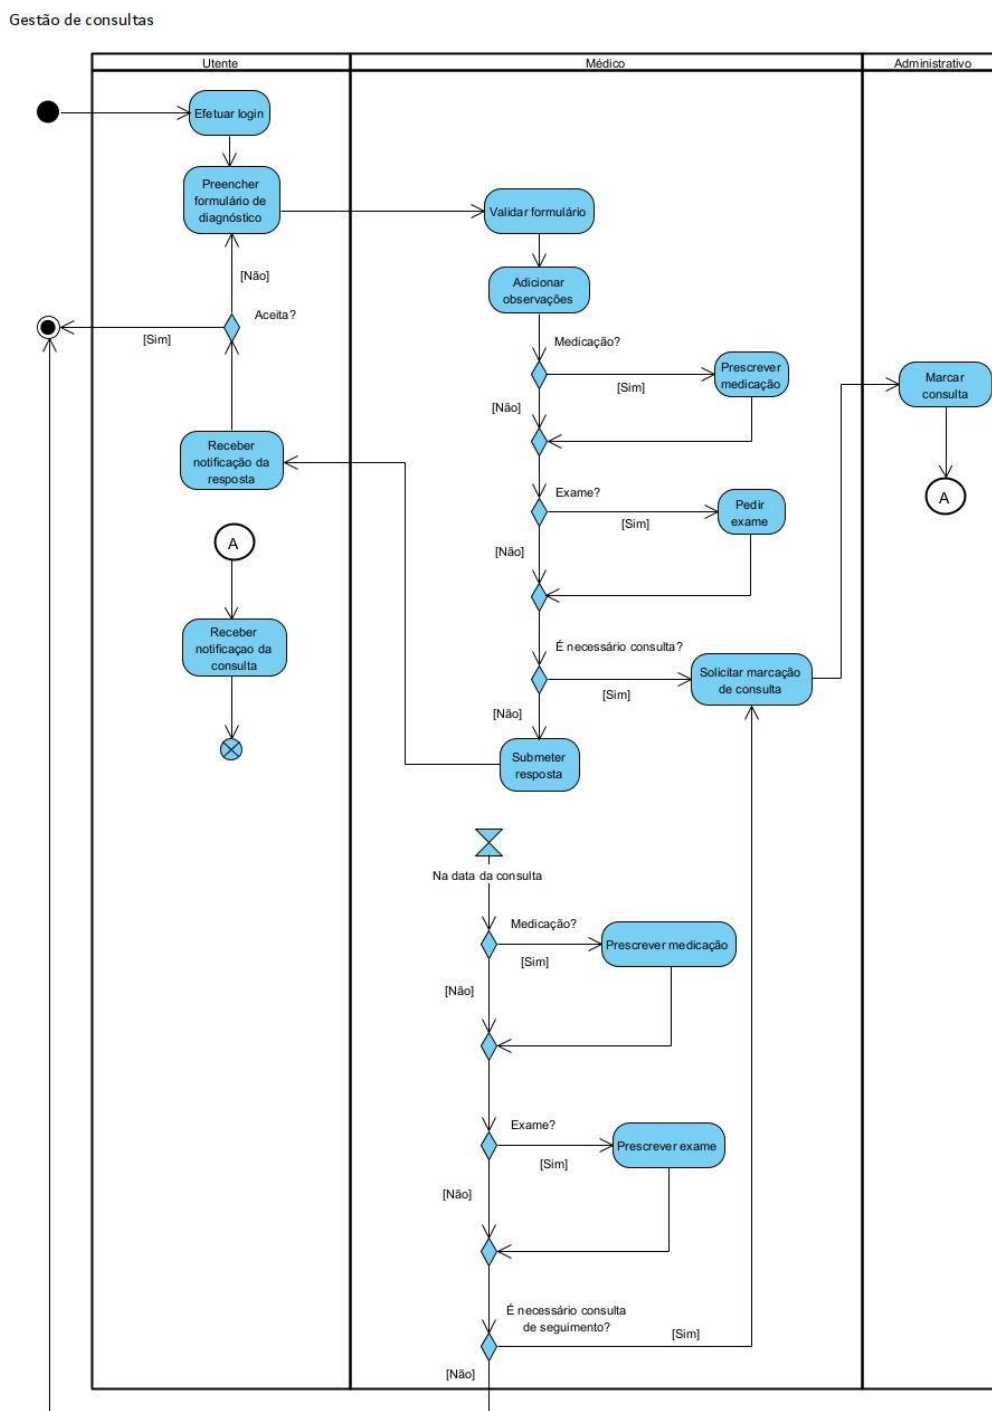 Gestão de consultas
Utente
Médico
Administrativo
Efetuar login
Preencher
formulário de
diagnóstico
Validar formulário
Adicionar
observações
[Não]
Aceita?
[Sim]
Medicação?
[Sim]
Prescrever
medicação
[Não]
Marcar
consulta
A
Receber
notificação da
resposta
Exame?
[Sim]
Pedir
exame
[Não]
A
Receber
notificaçao da
consulta
É necessário consulta?
[Sim]
Solicitar marcação
de consulta
[Não]
Submeter
resposta
Na data da consulta
Medicação?
[Sim]
Prescrever medicação
[Não]
Exame?
[Sim]
Prescrever exame
[Não]
É necessário consulta
de seguimento?
[Sim]
[Não]